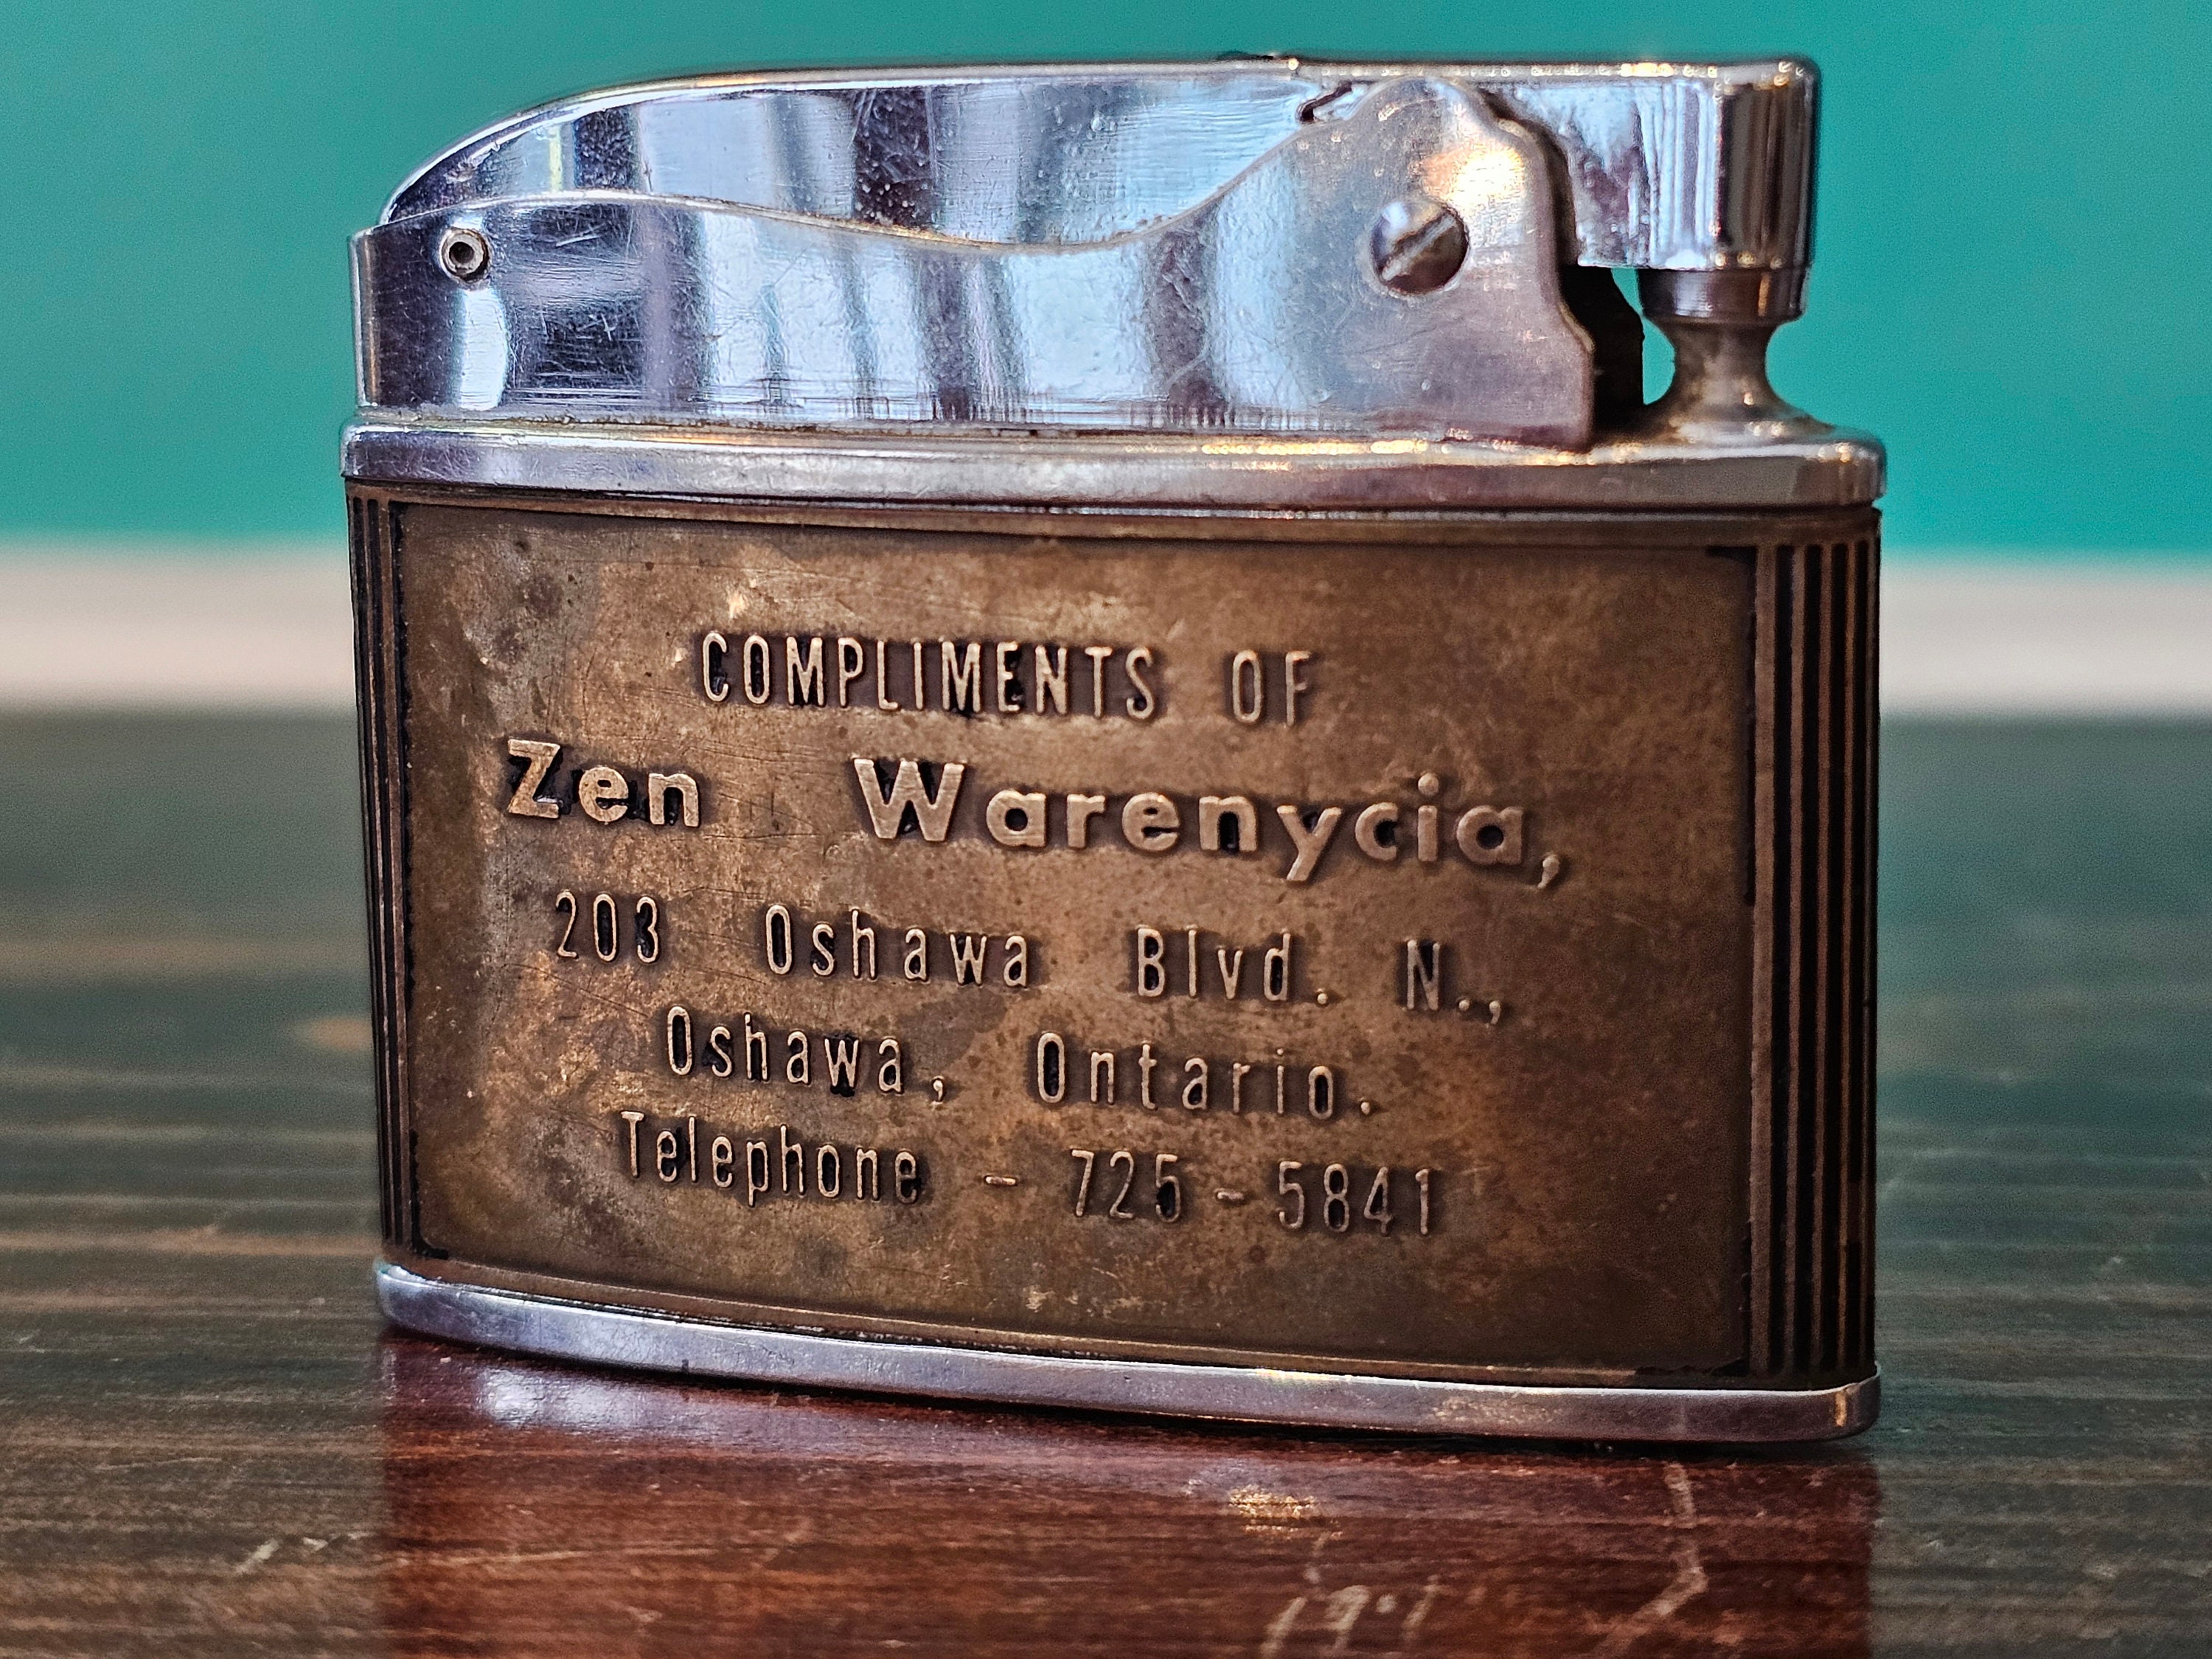 COMPLIMENTS OF
Zen Warenycia,
203 Oshawa Blvd. N.,
Oshawa, Ontario.
Telephone - 725-5841